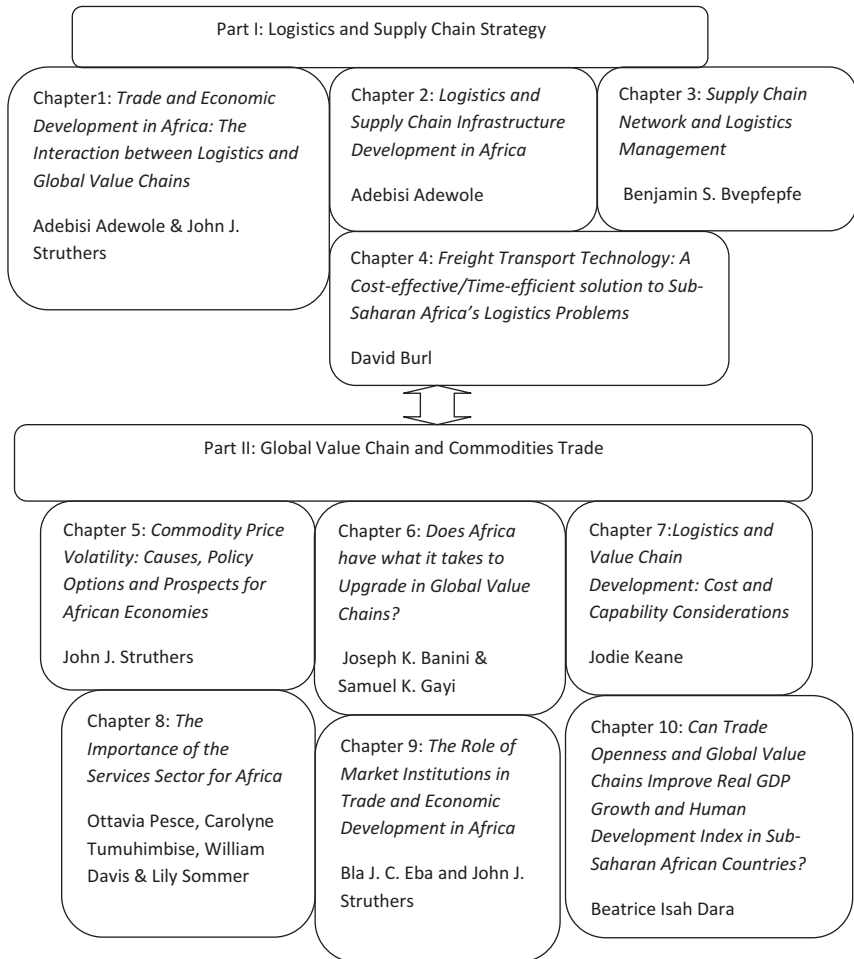 Part I: Logistics and Supply Chain Strategy
Chapter1: Trade and Economic
Development in Africa: The
Interaction between Logistics and
Global Value Chains
Adebisi Adewole & John J.
Struthers
Chapter 2: Logistics and
Supply Chain Infrastructure
Development in Africa
Adebisi Adewole
Chapter 3: Supply Chain
Network and Logistics
Management
Benjamin S. Bvepfepfe
Chapter 4: Freight Transport Technology: A
Cost-effective/Time-efficient solution to Sub-
Saharan Africa’s Logistics Problems
David Burl
Part II: Global Value Chain and Commodities Trade
Chapter 5: Commodity Price
Volatility: Causes, Policy
Options and Prospects for
African Economies
John J. Struthers
Chapter 6: Does Africa
have what it takes to
Upgrade in Global Value
Chains?
Joseph K. Banini &
Samuel K. Gayi
Chapter 7:Logistics and
Value Chain
Development: Cost and
Capability Considerations
Jodie Keane
Chapter 8: The
Importance of the
Services Sector for Africa
Ottavia Pesce, Carolyne
Tumuhimbise, William
Davis & Lily Sommer
Chapter 9: The Role of
Market Institutions in
Trade and Economic
Development in Africa
Bla J. C. Eba and John J.
Struthers
Chapter 10: Can Trade
Openness and Global Value
Chains Improve Real GDP
Growth and Human
Development Index in Sub-
Saharan African Countries?
Beatrice Isah Dara